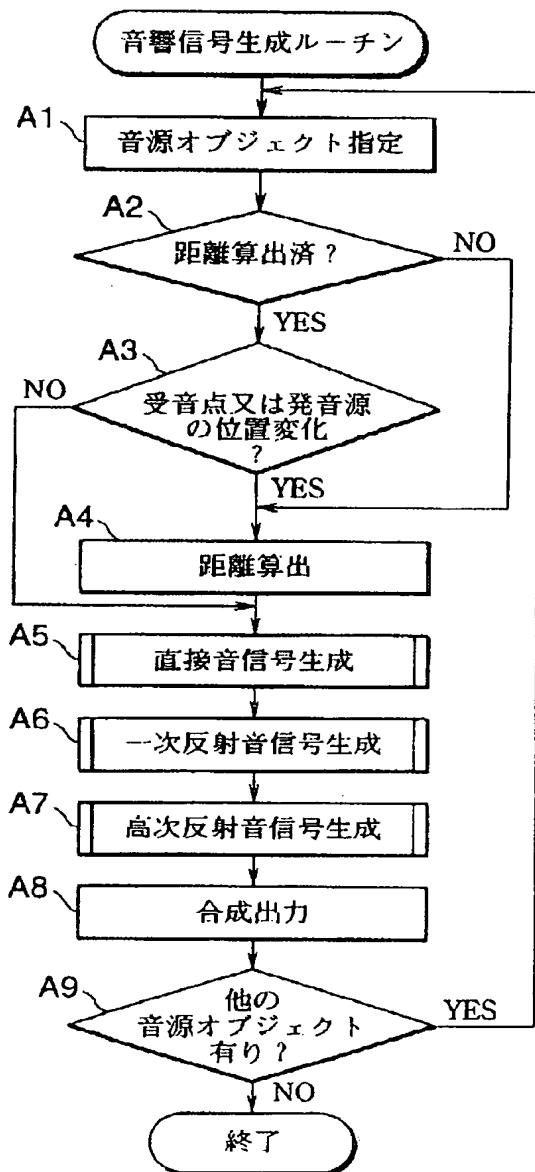 音響信号生成ルーチン
A1
音源オブジェクト指定
A2
距離算出済？
NO
YES
A3
NO
受音点又は発音源
の位置変化
？
YES
A4
距離算出
A5
直接音信号生成
A6
一次反射音信号生成
A7
高次反射音信号生成
A8
合成出力
A9
他の
音源オブジェクト
有り？
YES
NO
終了